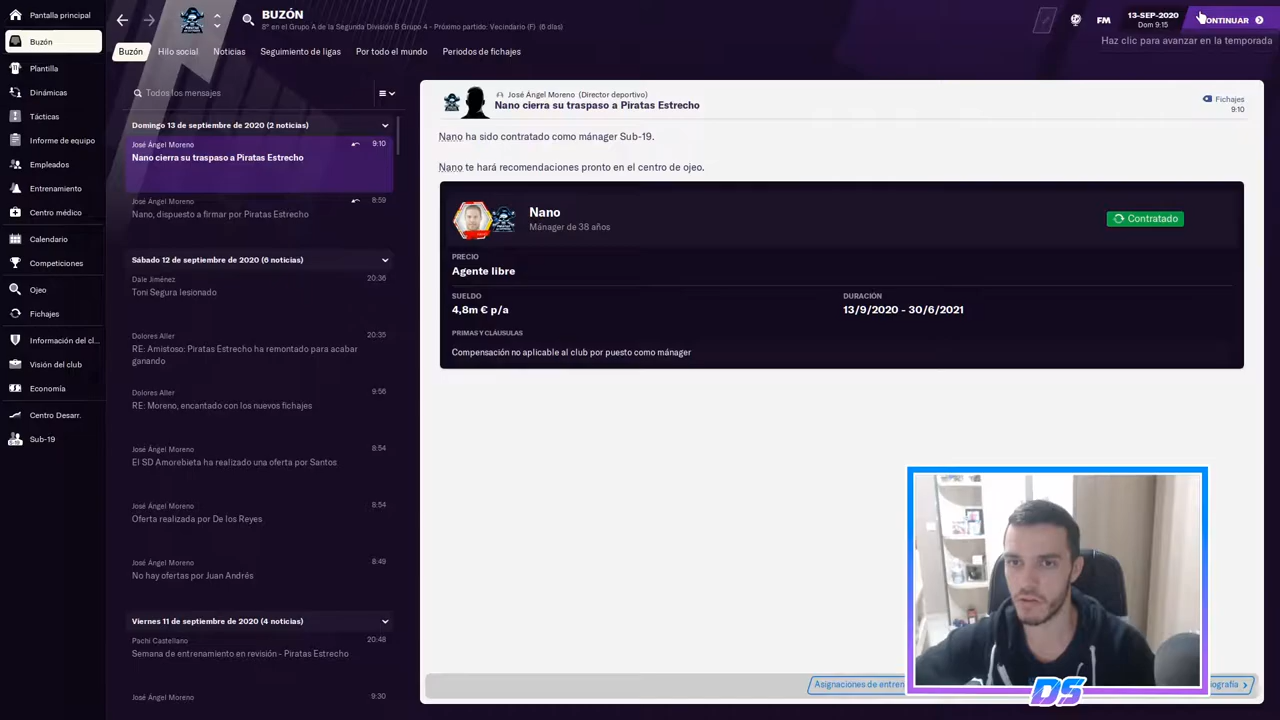 Pantalla principal
Buzón
Plantilla
Dinámicas
Tácticas
Informe de equipo
Empleados
Entrenamiento
Centro médico
Calendario
Competiciones
Ojeo
Fichajes
Información del cl...
Visión del club
Economía
Centro Desarr.
Sub-19
BUZÓN
8º en el Grupo A de la Segunda División B Grupo 4 - Próximo partido: Vecindario (F) (6 días)
FM
13-SEP-2020
Dom 9:15
CONTINUAR
Haz clic para avanzar en la temporada
Buzón Hilo social Noticias Seguimiento de ligas Por todo el mundo Periodos de fichajes
Todos los mensajes
Domingo 13 de septiembre de 2020 (2 noticias)
José Ángel Moreno 9:10
Nano cierra su traspaso a Piratas Estrecho
José Ángel Moreno 8:59
Nano, dispuesto a firmar por Piratas Estrecho
Sábado 12 de septiembre de 2020 (6 noticias)
Dale Jiménez 20:36
Toni Segura lesionado
Dolores Aller 20:35
RE: Amistoso: Piratas Estrecho ha remontado para acabar
ganando
Dolores Aller 9:56
RE: Moreno, encantado con los nuevos fichajes
José Ángel Moreno 8:54
El SD Amorebieta ha realizado una oferta por Santos
José Ángel Moreno 8:54
Oferta realizada por De los Reyes
José Ángel Moreno 8:49
No hay ofertas por Juan Andrés
Viernes 11 de septiembre de 2020 (4 noticias)
Pachi Castellano 20:48
Semana de entrenamiento en revisión - Piratas Estrecho
José Ángel Moreno 9:30
José Ángel Moreno (Director deportivo)
Nano cierra su traspaso a Piratas Estrecho
Fichajes
9:10
Nano ha sido contratado como mánager Sub-19.
Nano te hará recomendaciones pronto en el centro de ojeo.
Nano
Mánager de 38 años
Contratado
PRECIO
Agente libre
SUELDO
4,8m € p/a
DURACIÓN
13/9/2020 - 30/6/2021
PRIMAS Y CLÁUSULAS
Compensación no aplicable al club por puesto como mánager
Asignaciones de entren
ografía
DS